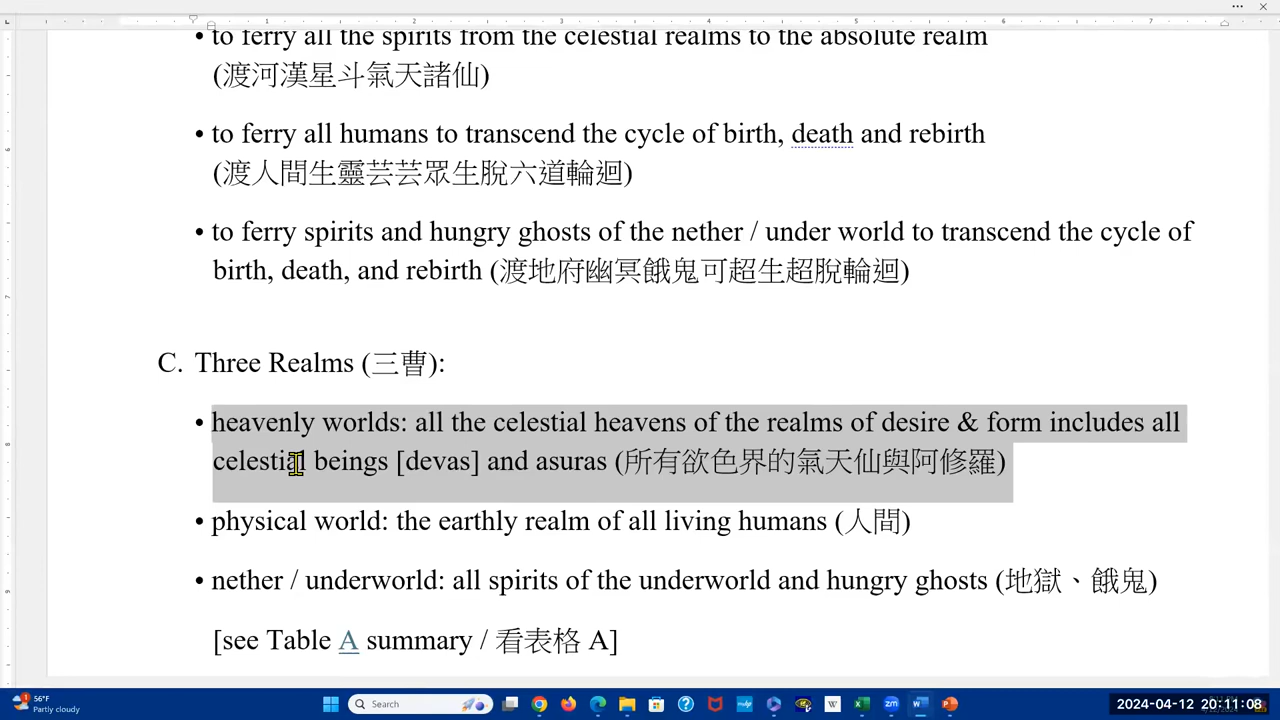 • to ferry all the spirits from the celestial realms to the absolute realm
(渡河漢星斗氣天諸仙)
• to ferry all humans to transcend the cycle of birth, death and rebirth
(渡人間生靈芸芸眾生脫六道輪迴)
• to ferry spirits and hungry ghosts of the nether / under world to transcend the cycle of
birth, death, and rebirth (渡地府幽冥餓鬼可超生超脫輪迴)
C. Three Realms (三曹):
• heavenly worlds: all the celestial heavens of the realms of desire & form includes all
celestial beings [devas] and asuras (所有欲色界的氣天仙與阿修羅)
• physical world: the earthly realm of all living humans (人間)
• nether / underworld: all spirits of the underworld and hungry ghosts (地獄、餓鬼)
[see Table A summary / 看表格 A]
56°F
Partly cloudy
Search
2024-04-12 20:11:08